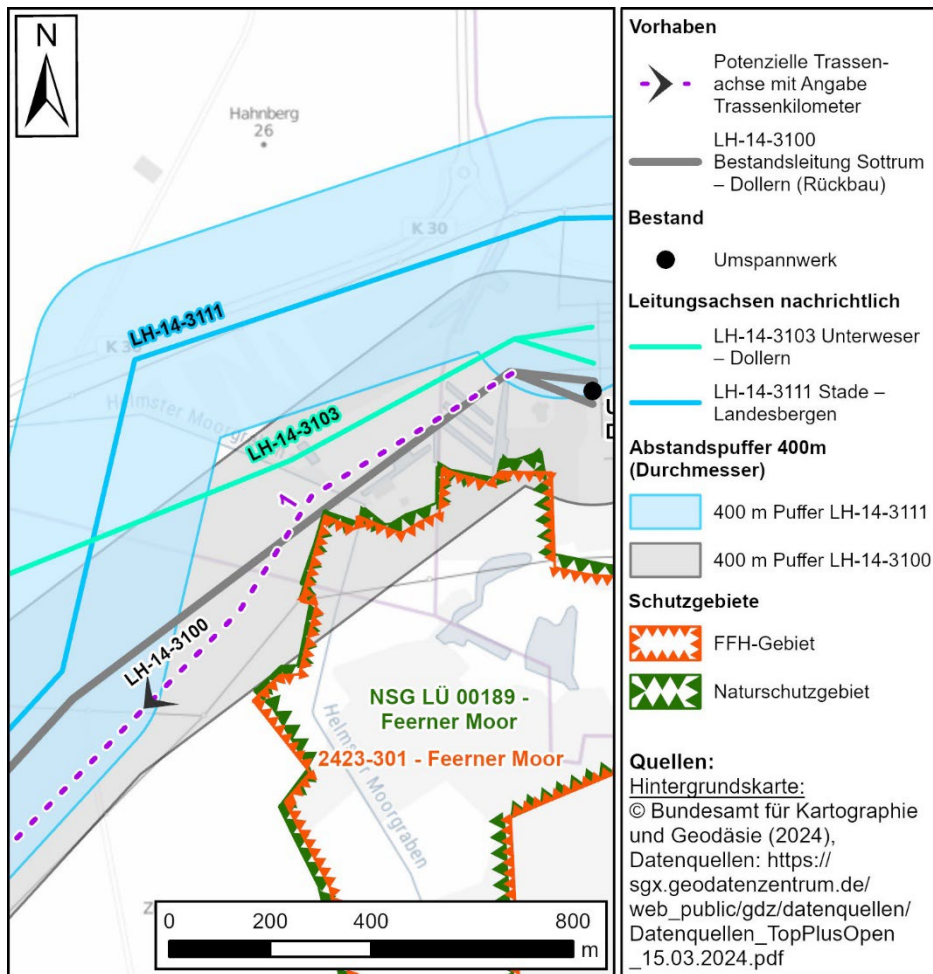 N
Hahnberg
26
K 30
LH-14-3111
K 30
Helmster Moorgraben
LH-14-3103
U
D
1
LH-14-3100
NSG LÜ 00189 -
Feerner Moor
2423-301 - Feerner Moor
Helmster Moorgraben
Z
0 200 400 800
m
Vorhaben
Potenzielle Trassen-
achse mit Angabe
Trassenkilometer
LH-14-3100
Bestandsleitung Sottrum
– Dollern (Rückbau)
Bestand
Umspannwerk
Leitungsachsen nachrichtlich
LH-14-3103 Unterweser
– Dollern
LH-14-3111 Stade –
Landesbergen
Abstandspuffer 400m
(Durchmesser)
400 m Puffer LH-14-3111
400 m Puffer LH-14-3100
Schutzgebiete
FFH-Gebiet
Naturschutzgebiet
Quellen:
Hintergrundkarte:
© Bundesamt für Kartographie
und Geodäsie (2024),
Datenquellen: https://
sgx.geodatenzentrum.de/
web_public/gdz/datenquellen/
Datenquellen_TopPlusOpen
_15.03.2024.pdf